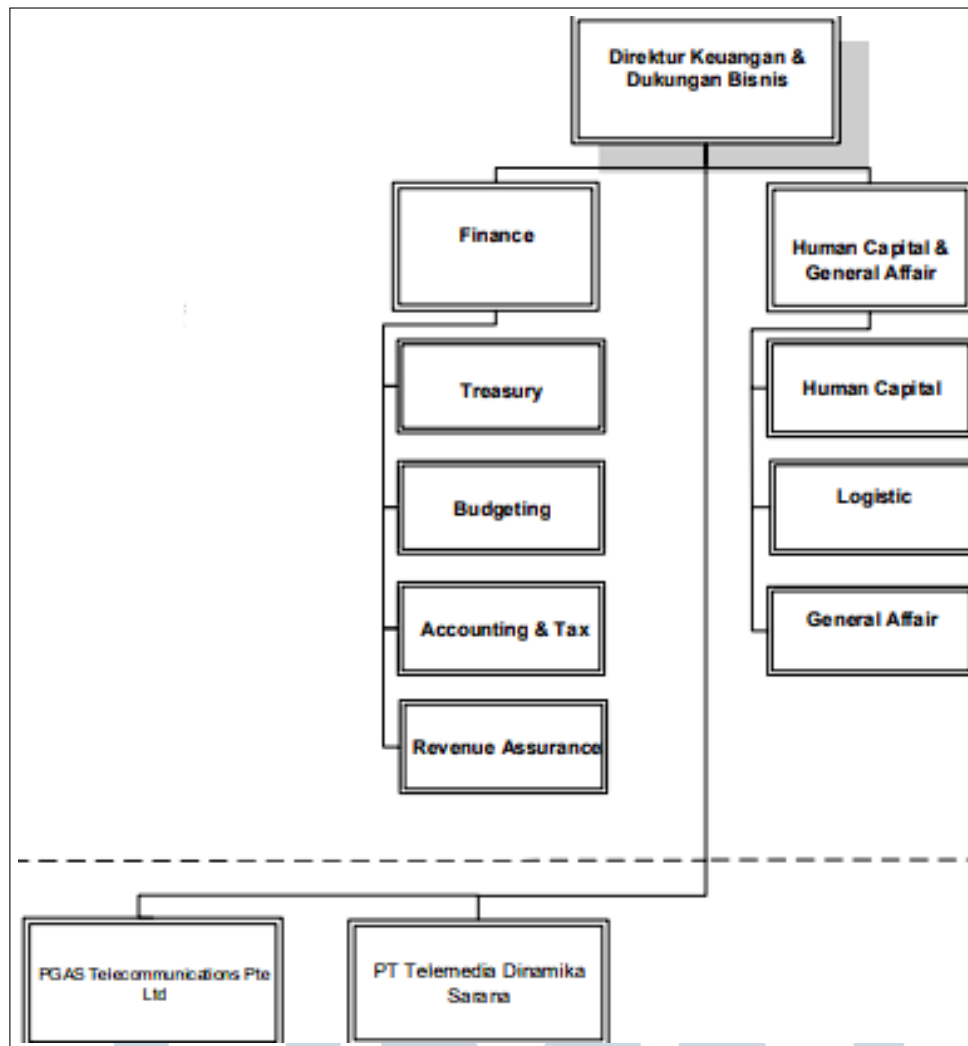 Direktur Keuangan &
Dukungan Bisnis
Finance
Human Capital &
General Affair
Treasury
Human Capital
Budgeting
Logistic
Accounting & Tax
General Affair
Revenue Assurance
PGAS Telecommunications Pte
Ltd
PT Telemedia Dinamika
Sarana